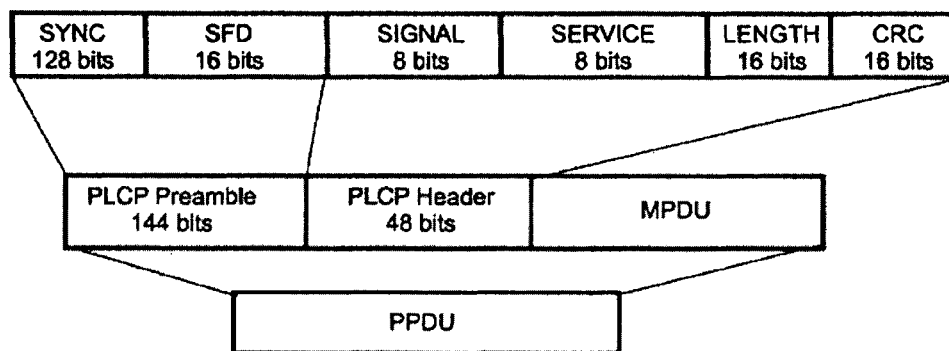 SYNC
128 bits
SFD
16 bits
SIGNAL
8 bits
SERVICE
8 bits
LENGTH
16 bits
CRC
16 bits
PLCP Preamble
144 bits
PLCP Header
48 bits
MPDU
PPDU